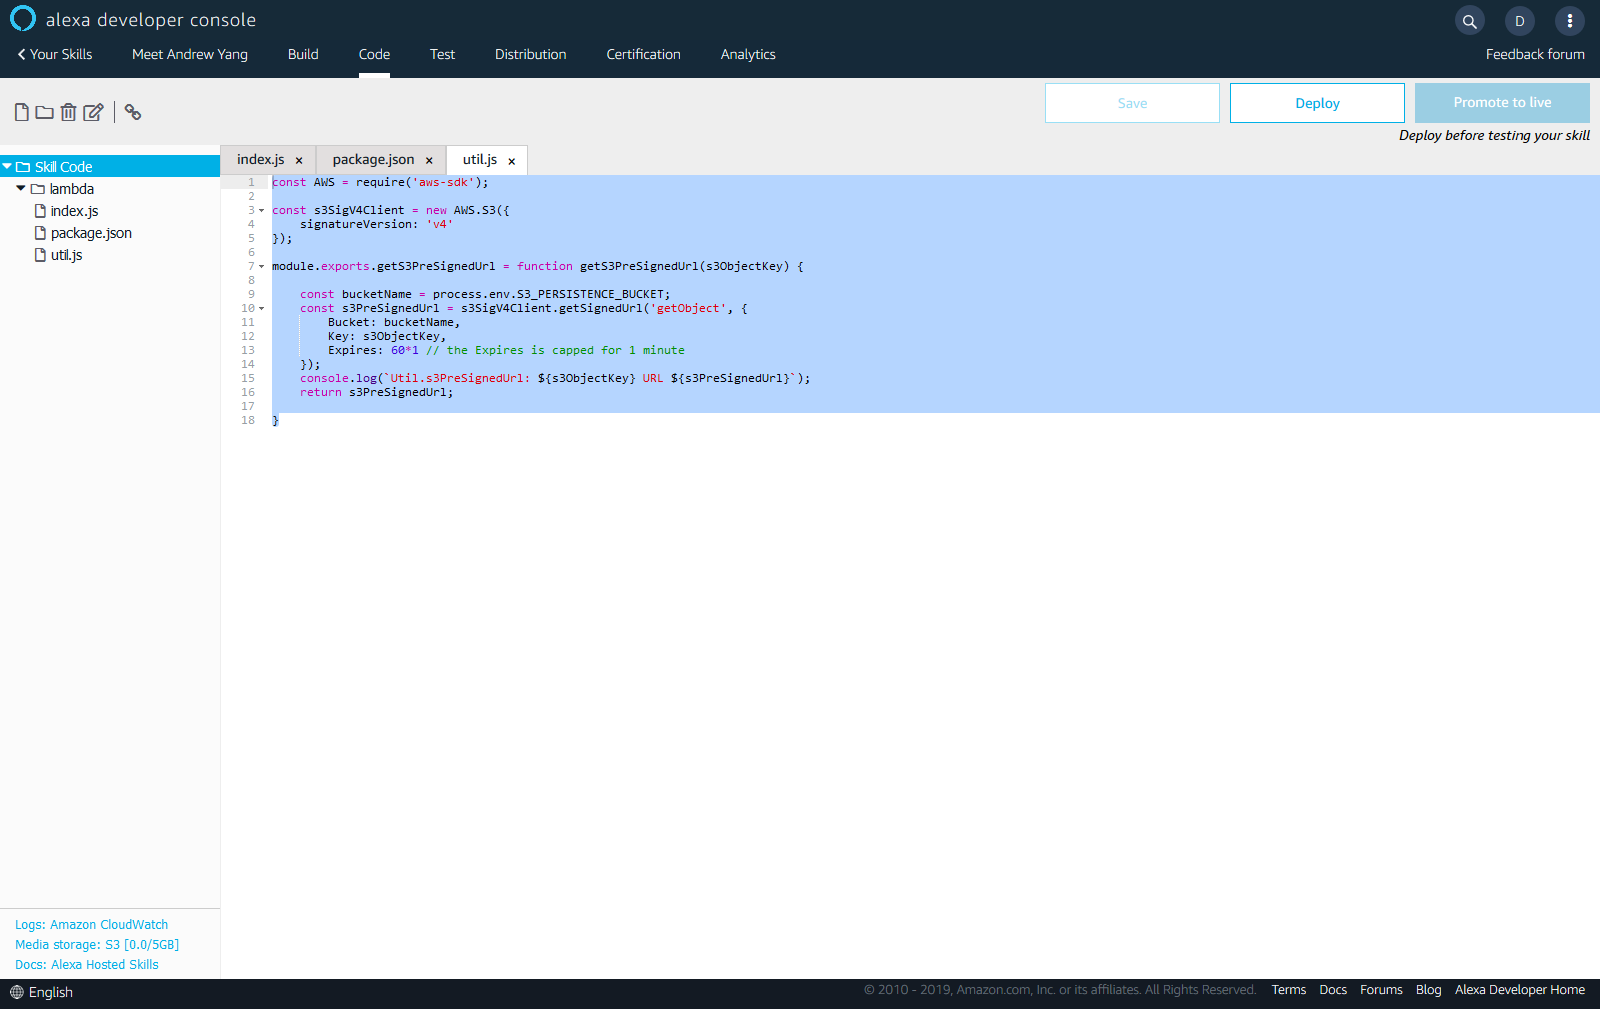 alexa developer console
D
Your Skills Meet Andrew Yang Build Code Test Distribution Certification Analytics Feedback forum
Save Deploy Promote to live
Deploy before testing your skill
Skill Code
lambda
index.js
package.json
util.js
index.js × package.json × util.js ×
1 const AWS = require('aws-sdk');
2
3 const s3SigV4Client = new AWS.S3({
4     signatureVersion: 'v4'
5 });
6
7 module.exports.getS3PreSignedUrl = function getS3PreSignedUrl(s3ObjectKey) {
8
9     const bucketName = process.env.S3_PERSISTENCE_BUCKET;
10     const s3PreSignedUrl = s3SigV4Client.getSignedUrl('getObject', {
11         Bucket: bucketName,
12         Key: s3ObjectKey,
13         Expires: 60*1 // the Expires is capped for 1 minute
14     });
15     console.log(`Util.s3PreSignedUrl: ${s3ObjectKey} URL ${s3PreSignedUrl}`);
16     return s3PreSignedUrl;
17
18 }
Logs: Amazon CloudWatch
Media storage: S3 [0.0/5GB]
Docs: Alexa Hosted Skills
English
© 2010 - 2019, Amazon.com, Inc. or its affiliates. All Rights Reserved. Terms Docs Forums Blog Alexa Developer Home